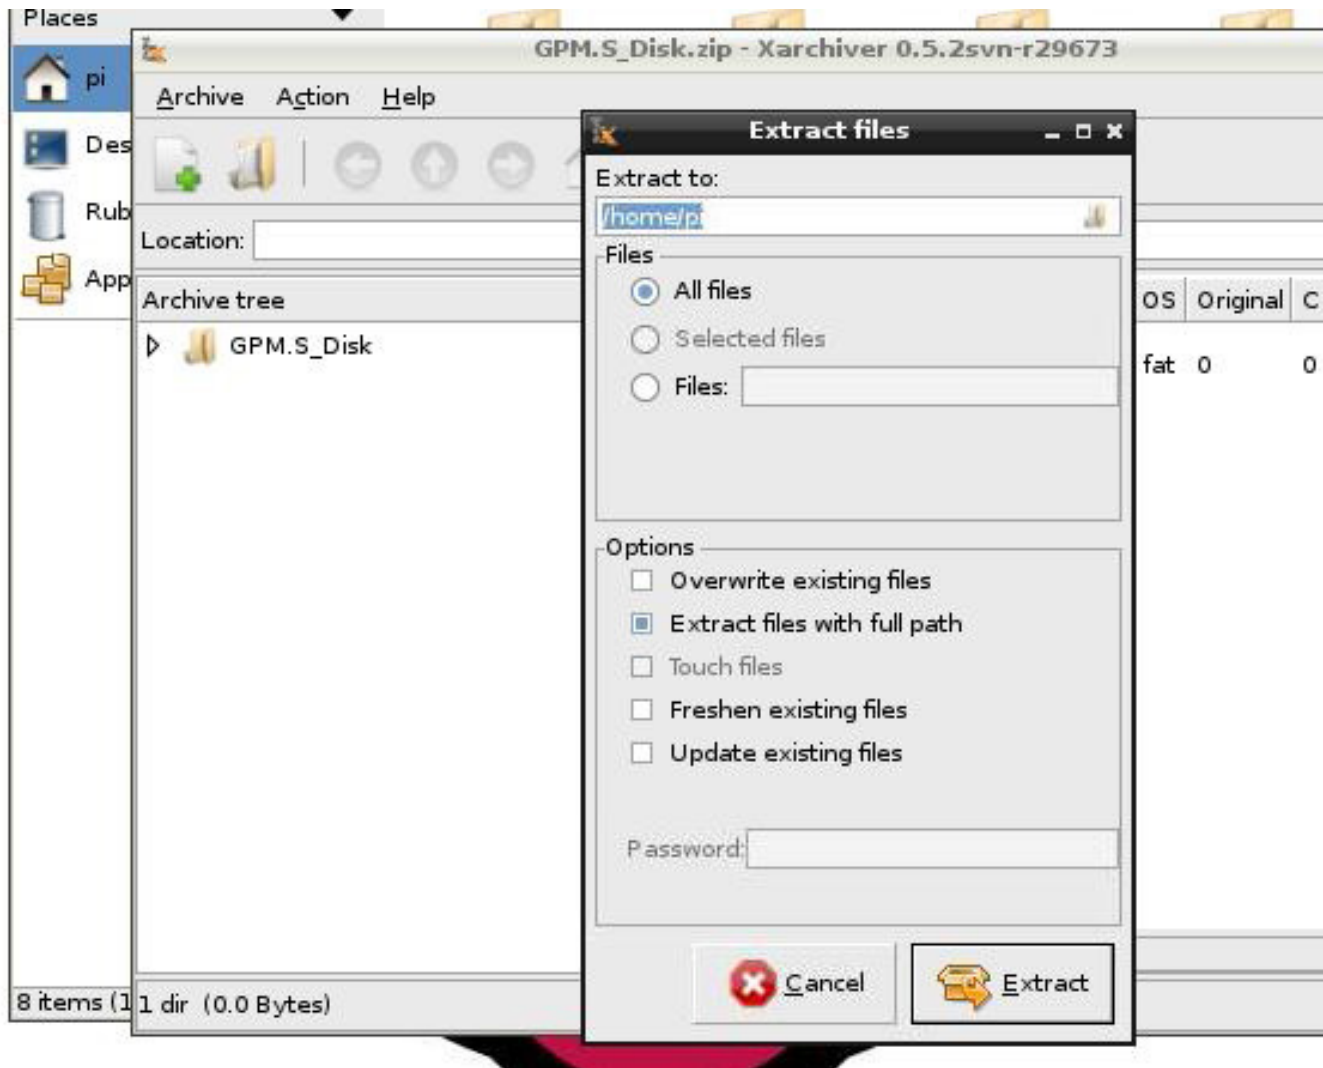 Places
pi
Des
Rub
App
8 items (1
GPM.S_Disk.zip - Xarchiver 0.5.2svn-r29673
Archive Action Help
Location:
Archive tree
GPM.S_Disk
OS Original C
fat 0 0
1 dir (0.0 Bytes)
Extract files
Extract to:
/home/pi
Files
All files
Selected files
Files:
Options
Overwrite existing files
Extract files with full path
Touch files
Freshen existing files
Update existing files
Password:
Cancel Extract